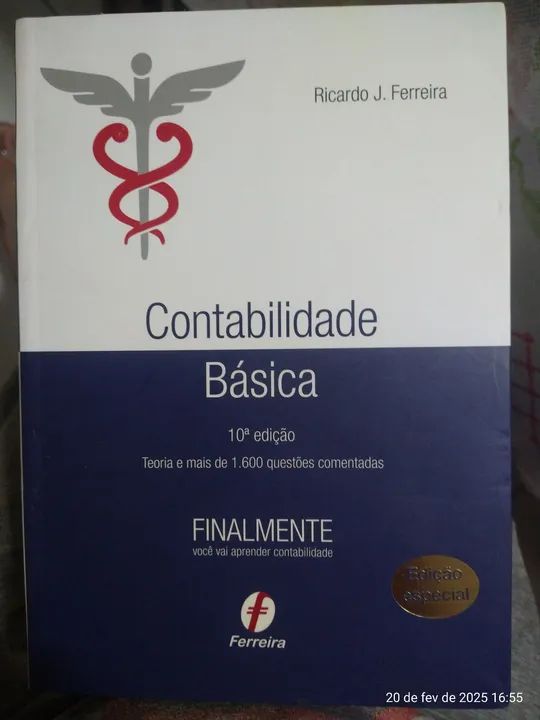 Ricardo J. Ferreira
Contabilidade
Básica
10ª edição
Teoria e mais de 1.600 questões comentadas
FINALMENTE
você vai aprender contabilidade
Edição
especial
Ferreira
20 de fev de 2025 16:55